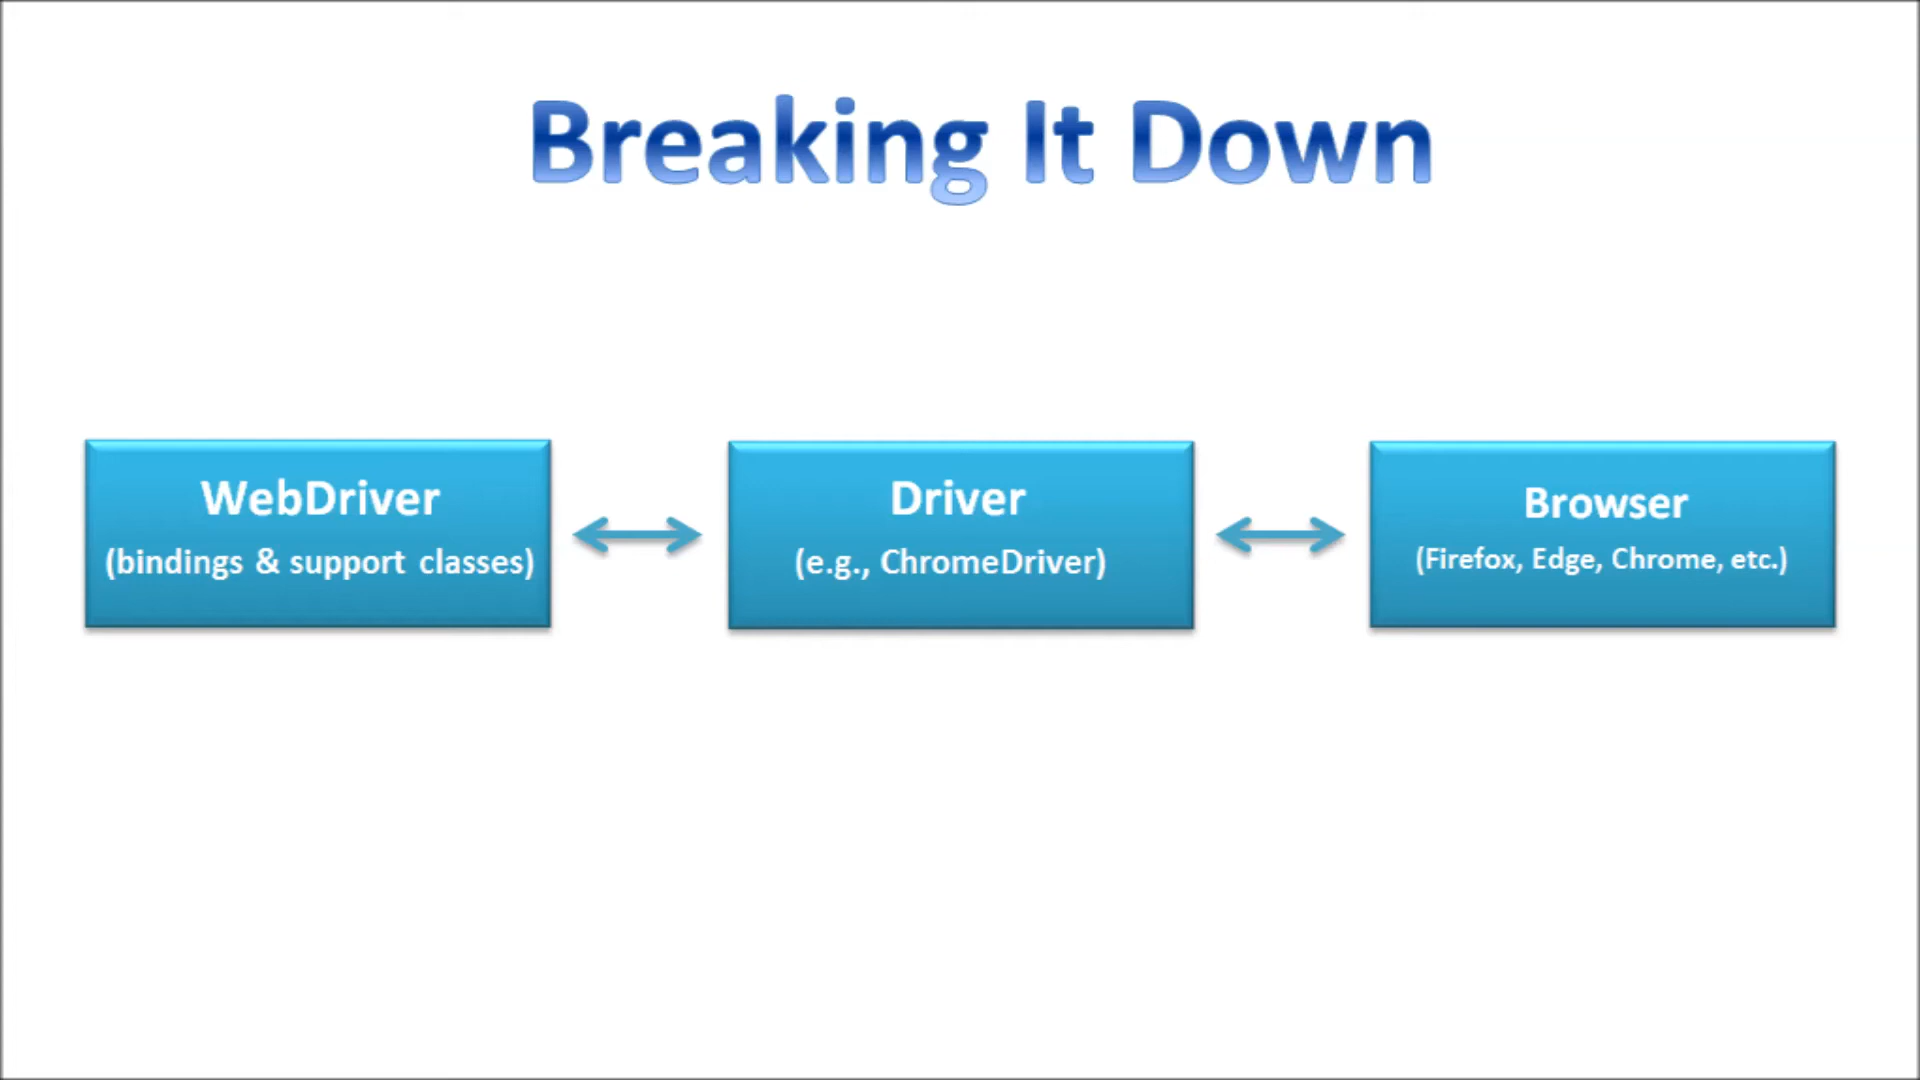 Breaking It Down
WebDriver
(bindings & support classes)
Driver
(e.g., ChromeDriver)
Browser
(Firefox, Edge, Chrome, etc.)